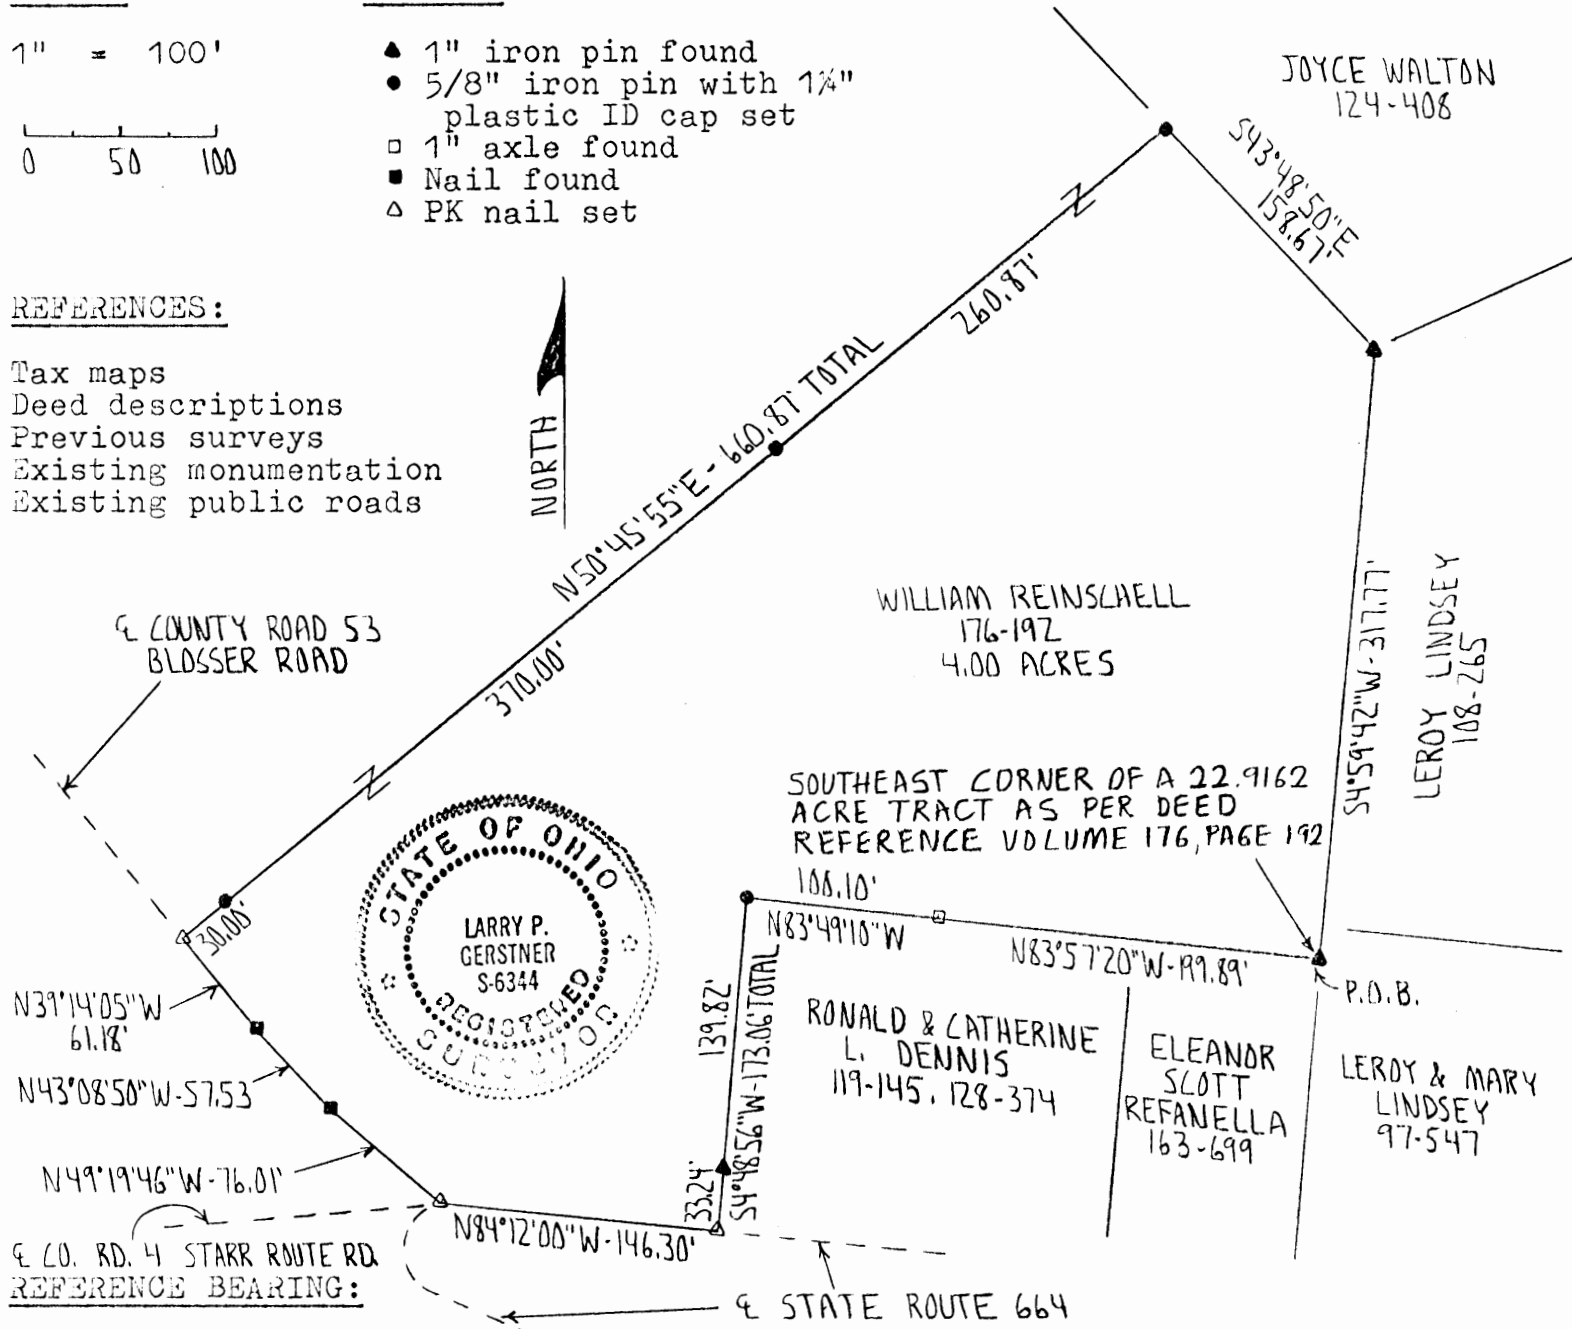 1" = 100'
0 50 100
▲ 1" iron pin found
● 5/8" iron pin with 1¼"
plastic ID cap set
□ 1" axle found
■ Nail found
△ PK nail set
JOYCE WALTON
124-408
S43°48'50"E
158.67'
260.87'
REFERENCES:
Tax maps
Deed descriptions
Previous surveys
Existing monumentation
Existing public roads
NORTH
N50°45'55"E - 660.87' TOTAL
370.00'
℄ COUNTY ROAD 53
BLOSSER ROAD
WILLIAM REINSCHELL
176-192
4.00 ACRES
S4°59'42"W-317.77'
LEROY LINDSEY
108-265
SOUTHEAST CORNER OF A 22.9162
ACRE TRACT AS PER DEED
REFERENCE VOLUME 176, PAGE 192
100.10'
N83°49'10"W
N83°57'20"W-199.89'
P.O.B.
30.00'
STATE OF OHIO
LARRY P.
GERSTNER
S-6344
REGISTERED
SURVEYOR
139.82'
S4°48'56"W-173.06' TOTAL
33.24'
RONALD & CATHERINE
L. DENNIS
119-145, 128-374
ELEANOR
SCOTT
REFANELLA
163-699
LEROY & MARY
LINDSEY
97-547
N39°14'05"W
61.18'
N43°08'50"W-57.53
N49°19'46"W-76.01'
N84°12'00"W-146.30'
℄ CO. RD. 4 STARR ROUTE RD.
REFERENCE BEARING:
℄ STATE ROUTE 664